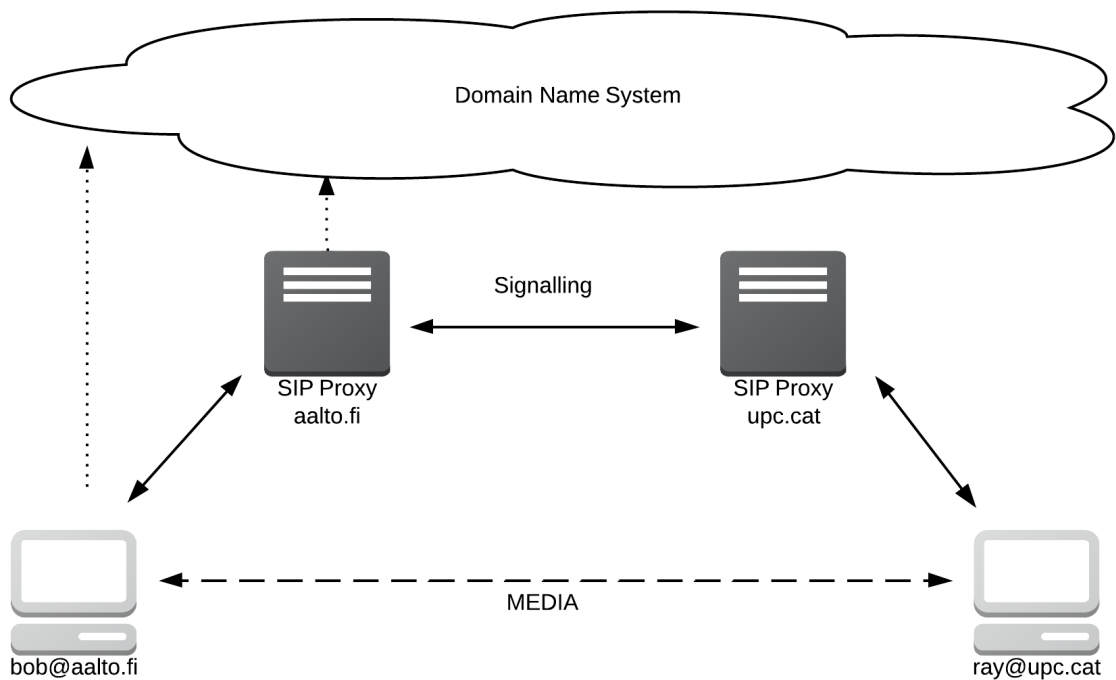 Domain Name System
Signalling
SIP Proxy
aalto.fi
SIP Proxy
upc.cat
MEDIA
bob@aalto.fi
ray@upc.cat